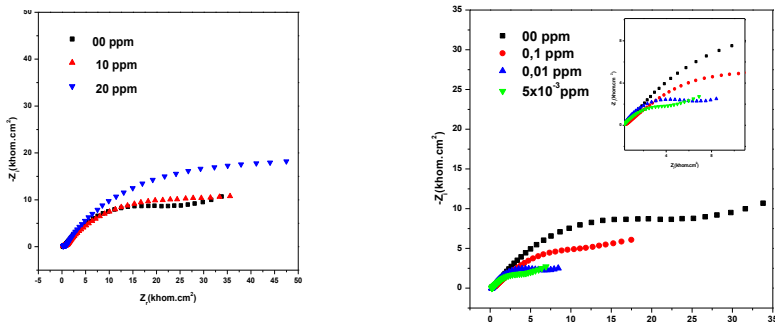 50
40
30
20
10
0
-5 0 5 10 15 20 25 30 35 40 45 50
-Zi(khom.cm²)
Zr(khom.cm²)
00 ppm
10 ppm
20 ppm
35
30
25
20
15
10
5
0
0 5 10 15 20 25 30 35
-Zi(khom.cm²)
00 ppm
0,1 ppm
0,01 ppm
5x10⁻³ppm
-Zi(khom.cm²)
Zr(khom.cm²)